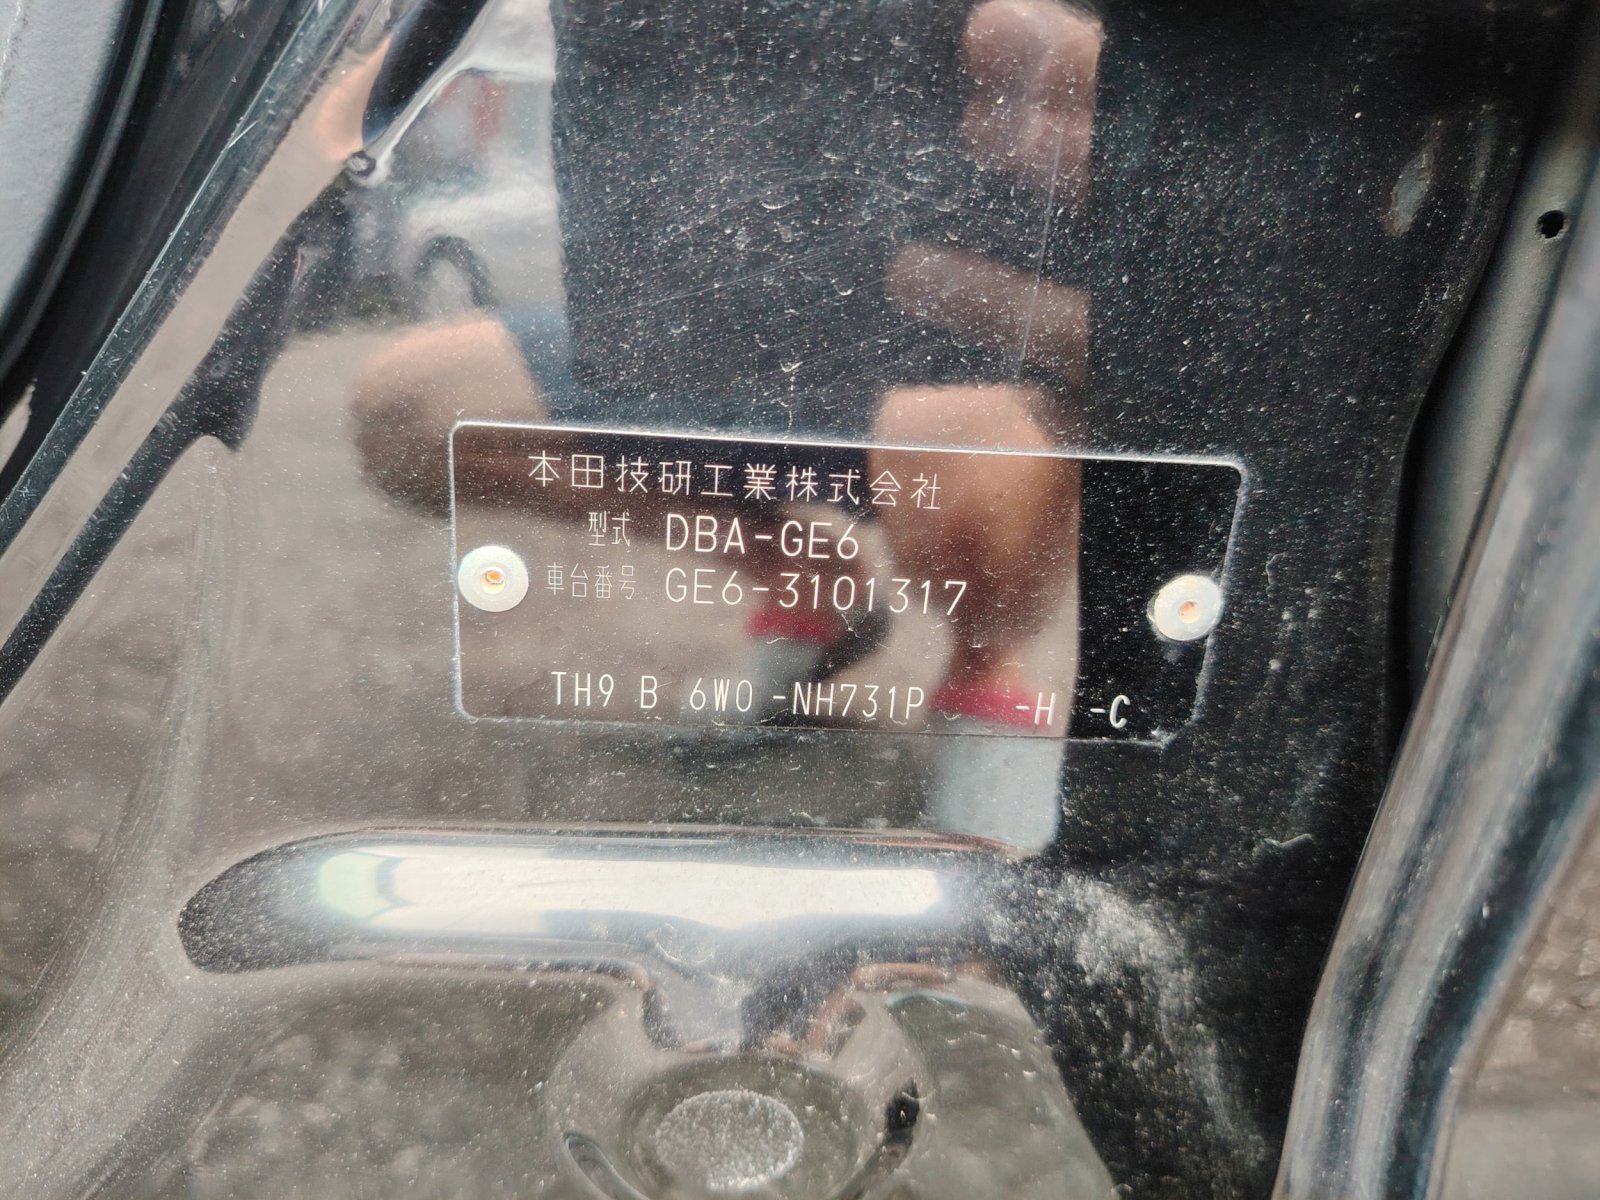 本田技研工業株式会社
型式 DBA-GE6
車台番号 GE6-3101317
TH9 B 6W0 -NH731P -H -C